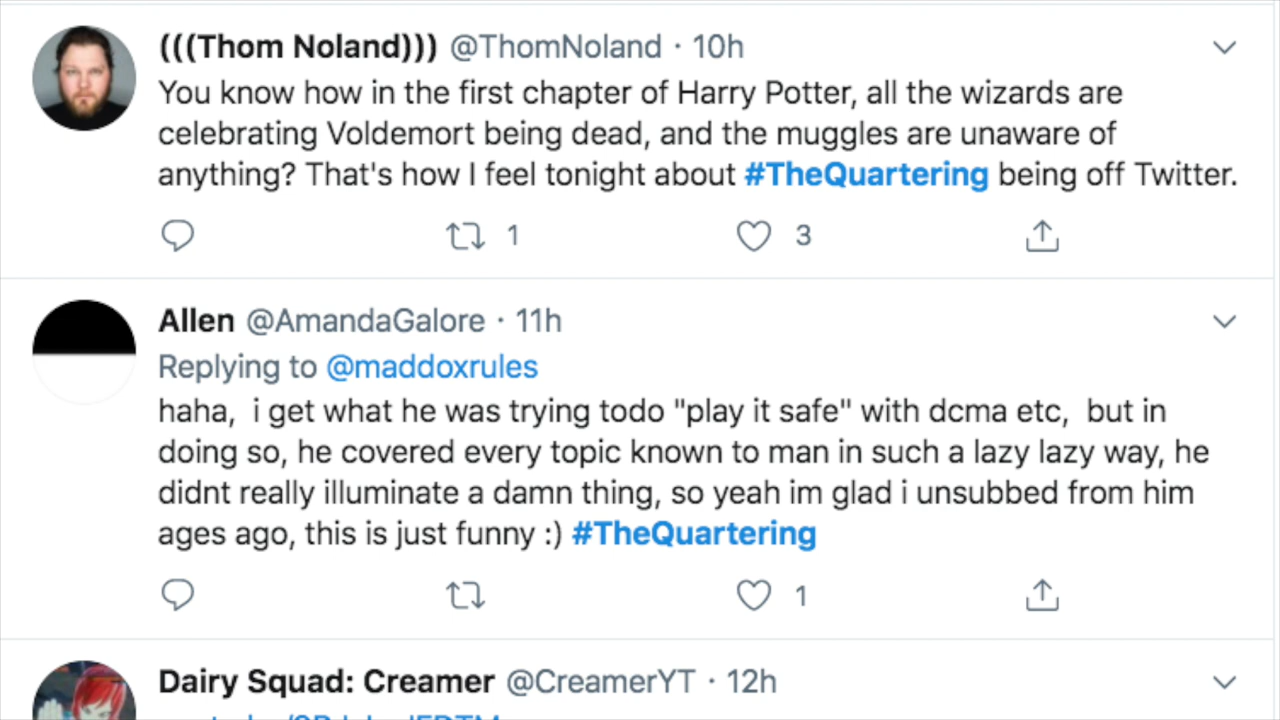 (((Thom Noland))) @ThomNoland · 10h
You know how in the first chapter of Harry Potter, all the wizards are
celebrating Voldemort being dead, and the muggles are unaware of
anything? That's how I feel tonight about #TheQuartering being off Twitter.
1 3
Allen @AmandaGalore · 11h
Replying to @maddoxrules
haha,  i get what he was trying todo "play it safe" with dcma etc,  but in
doing so, he covered every topic known to man in such a lazy lazy way, he
didnt really illuminate a damn thing, so yeah im glad i unsubbed from him
ages ago, this is just funny :) #TheQuartering
1
Dairy Squad: Creamer @CreamerYT · 12h